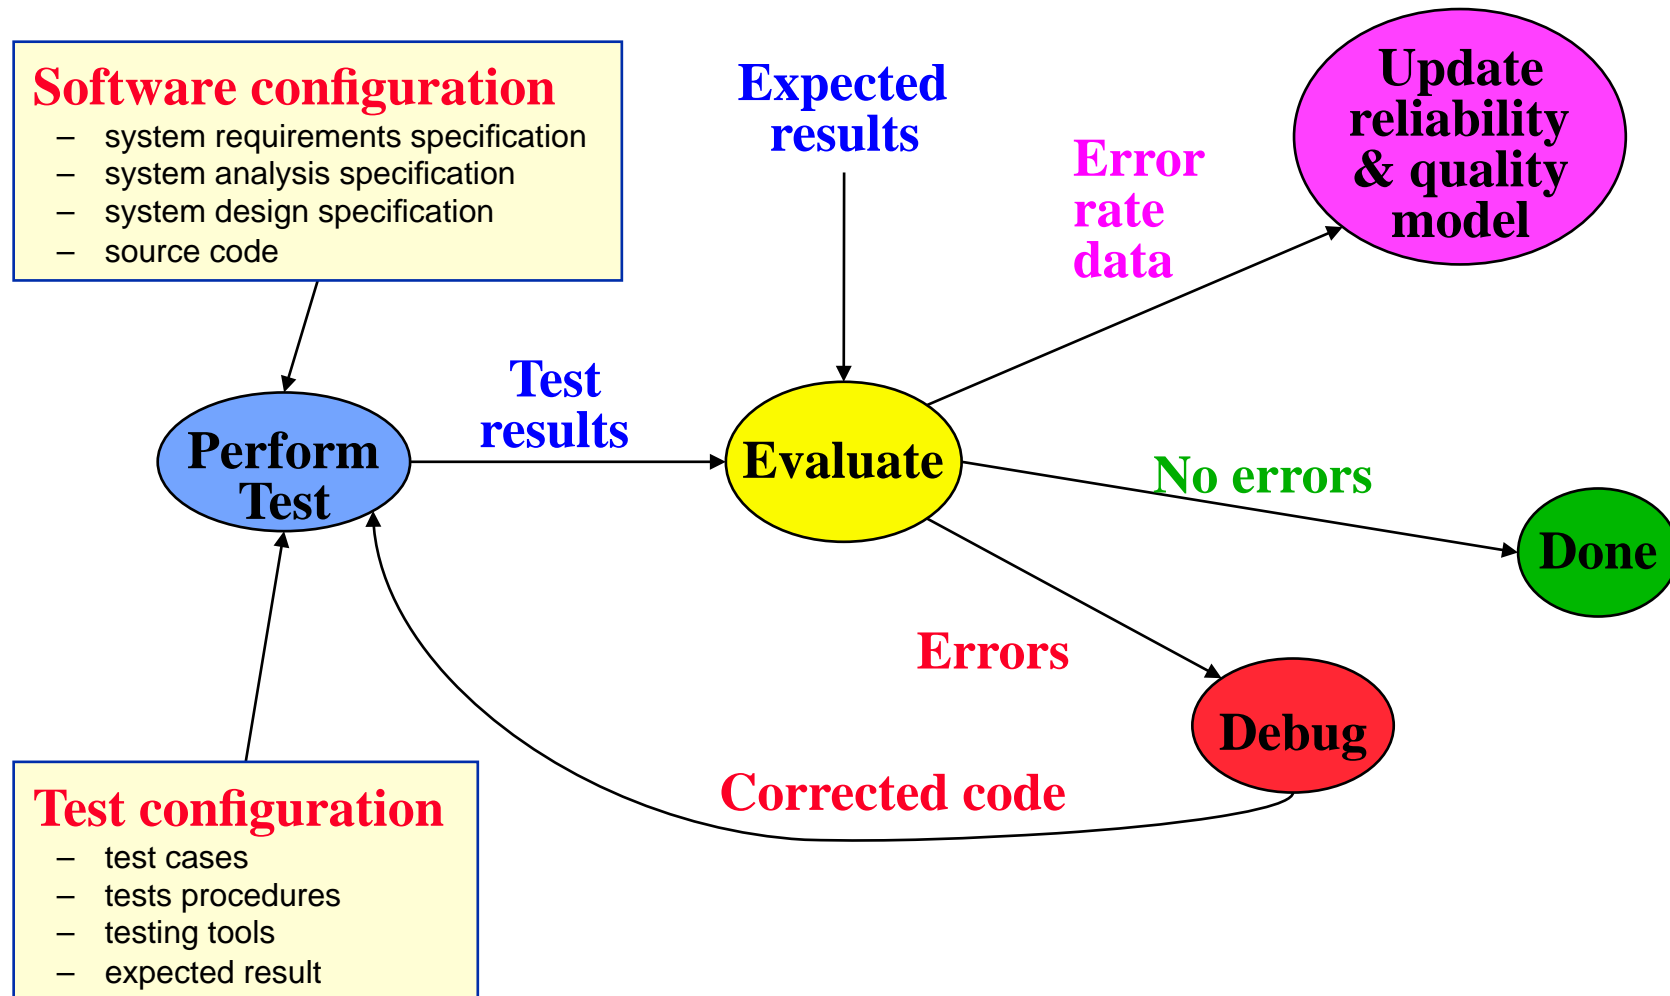 Software configuration
– system requirements specification
– system analysis specification
– system design specification
– source code
Expected
results
Error
rate
data
Update
reliability
& quality
model
Test
results
Perform
Test
Evaluate
No errors
Done
Errors
Debug
Corrected code
Test configuration
– test cases
– tests procedures
– testing tools
– expected result